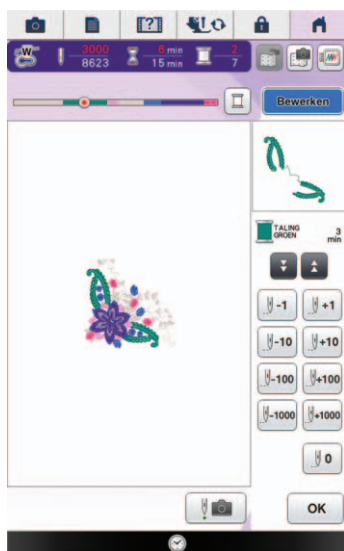 [?]
W 3000 6 min 2
8623 15 min 7
Bewerken
TALING GROEN 3 min
-1 +1
-10 +10
-100 +100
-1000 +1000
0
OK